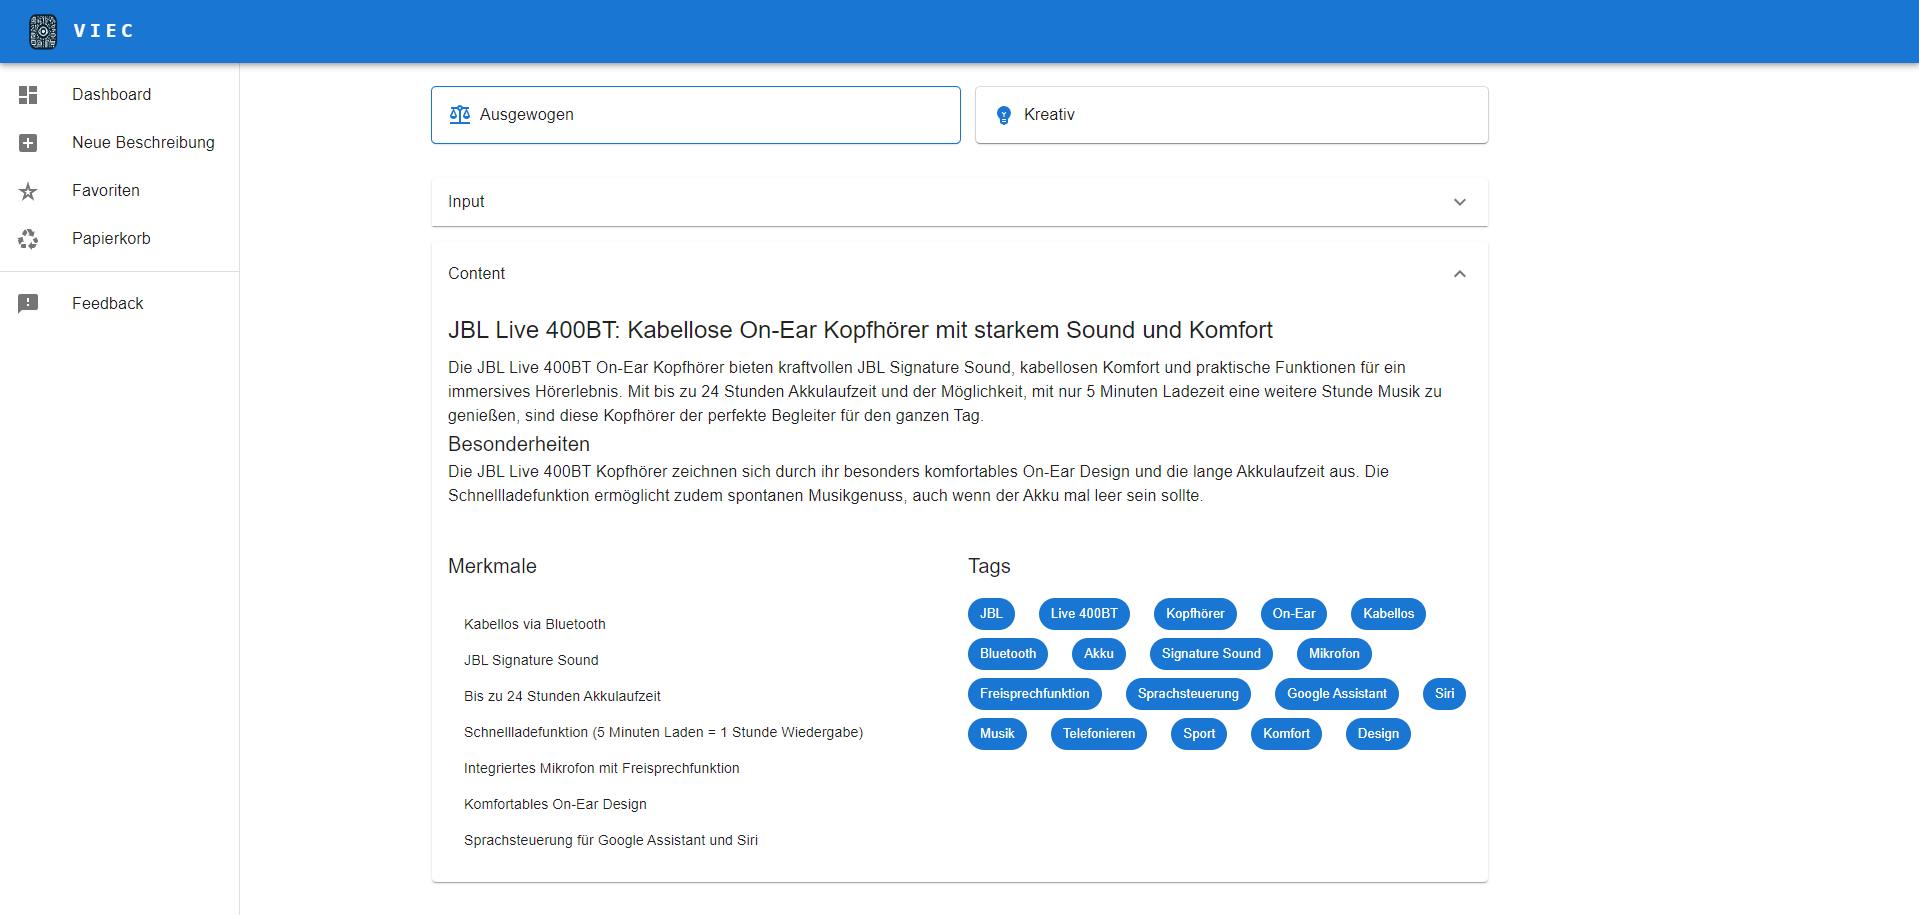 VIEC
Dashboard
Neue Beschreibung
Favoriten
Papierkorb
Feedback
Ausgewogen
Kreativ
Input
Content
JBL Live 400BT: Kabellose On-Ear Kopfhörer mit starkem Sound und Komfort
Die JBL Live 400BT On-Ear Kopfhörer bieten kraftvollen JBL Signature Sound, kabellosen Komfort und praktische Funktionen für ein
immersives Hörerlebnis. Mit bis zu 24 Stunden Akkulaufzeit und der Möglichkeit, mit nur 5 Minuten Ladezeit eine weitere Stunde Musik zu
genießen, sind diese Kopfhörer der perfekte Begleiter für den ganzen Tag.
Besonderheiten
Die JBL Live 400BT Kopfhörer zeichnen sich durch ihr besonders komfortables On-Ear Design und die lange Akkulaufzeit aus. Die
Schnellladefunktion ermöglicht zudem spontanen Musikgenuss, auch wenn der Akku mal leer sein sollte.
Merkmale
Kabellos via Bluetooth
JBL Signature Sound
Bis zu 24 Stunden Akkulaufzeit
Schnellladefunktion (5 Minuten Laden = 1 Stunde Wiedergabe)
Integriertes Mikrofon mit Freisprechfunktion
Komfortables On-Ear Design
Sprachsteuerung für Google Assistant und Siri
Tags
JBL Live 400BT Kopfhörer On-Ear Kabellos
Bluetooth Akku Signature Sound Mikrofon
Freisprechfunktion Sprachsteuerung Google Assistant Siri
Musik Telefonieren Sport Komfort Design